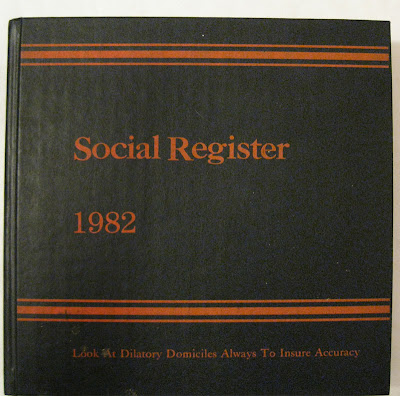 Social Register
1982
Look At Dilatory Domiciles Always To Insure Accuracy